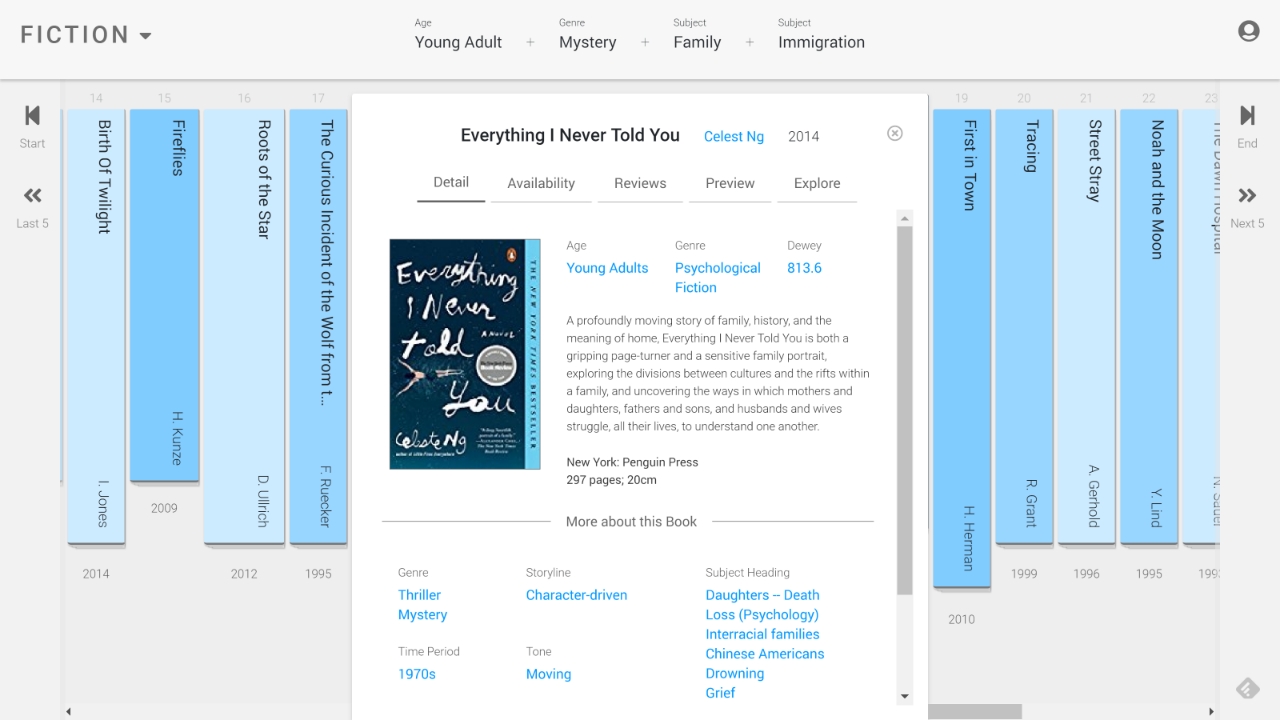 FICTION
Age
Young Adult
+
Genre
Mystery
+
Subject
Family
+
Subject
Immigration
Start
Last 5
14
Birth Of Twilight
I. Jones
2014
15
Fireflies
H. Kunze
2009
16
Roots of the Star
D. Ullrich
2012
17
The Curious Incident of the Wolf from t...
F. Ruecker
1995
Everything I Never Told You
Celest Ng
2014
Detail
Availability
Reviews
Preview
Explore
Everything
I Never
told
A Novel
You
Celeste Ng
THE NEW YORK TIMES BESTSELLER
Age
Young Adults
Genre
Psychological
Fiction
Dewey
813.6
A profoundly moving story of family, history, and the
meaning of home, Everything I Never Told You is both a
gripping page-turner and a sensitive family portrait,
exploring the divisions between cultures and the rifts within
a family, and uncovering the ways in which mothers and
daughters, fathers and sons, and husbands and wives
struggle, all their lives, to understand one another.
New York: Penguin Press
297 pages; 20cm
More about this Book
Genre
Thriller
Mystery
Storyline
Character-driven
Subject Heading
Daughters -- Death
Loss (Psychology)
Interracial families
Chinese Americans
Drowning
Grief
Time Period
1970s
Tone
Moving
19
First in Town
H. Herman
2010
20
Tracing
R. Grant
1999
21
Street Stray
A. Gerhold
1996
22
Noah and the Moon
Y. Lind
1995
23
End
Next 5